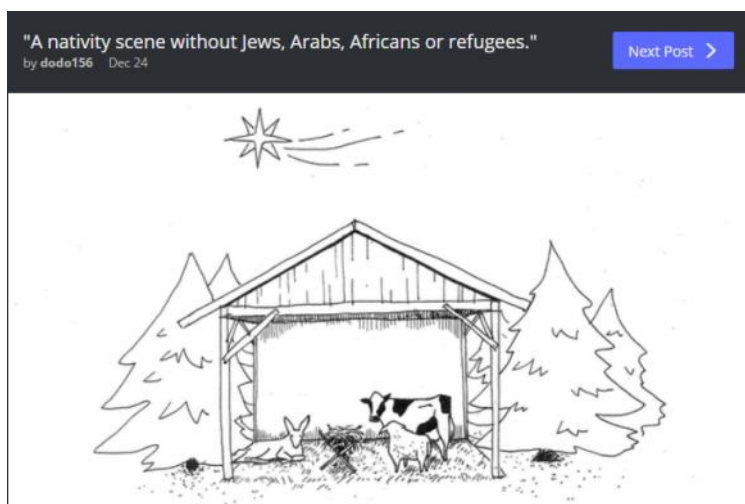 "A nativity scene without Jews, Arabs, Africans or refugees."
by dodo156 Dec 24
Next Post